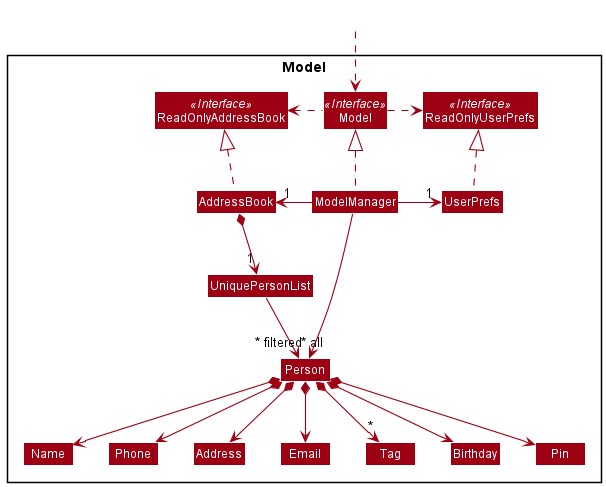 Model
«Interface»
ReadOnlyAddressBook
«Interface»
Model
«Interface»
ReadOnlyUserPrefs
AddressBook
1
ModelManager
1
UserPrefs
1
UniquePersonList
* filtered
* all
Person
*
Name
Phone
Address
Email
Tag
Birthday
Pin